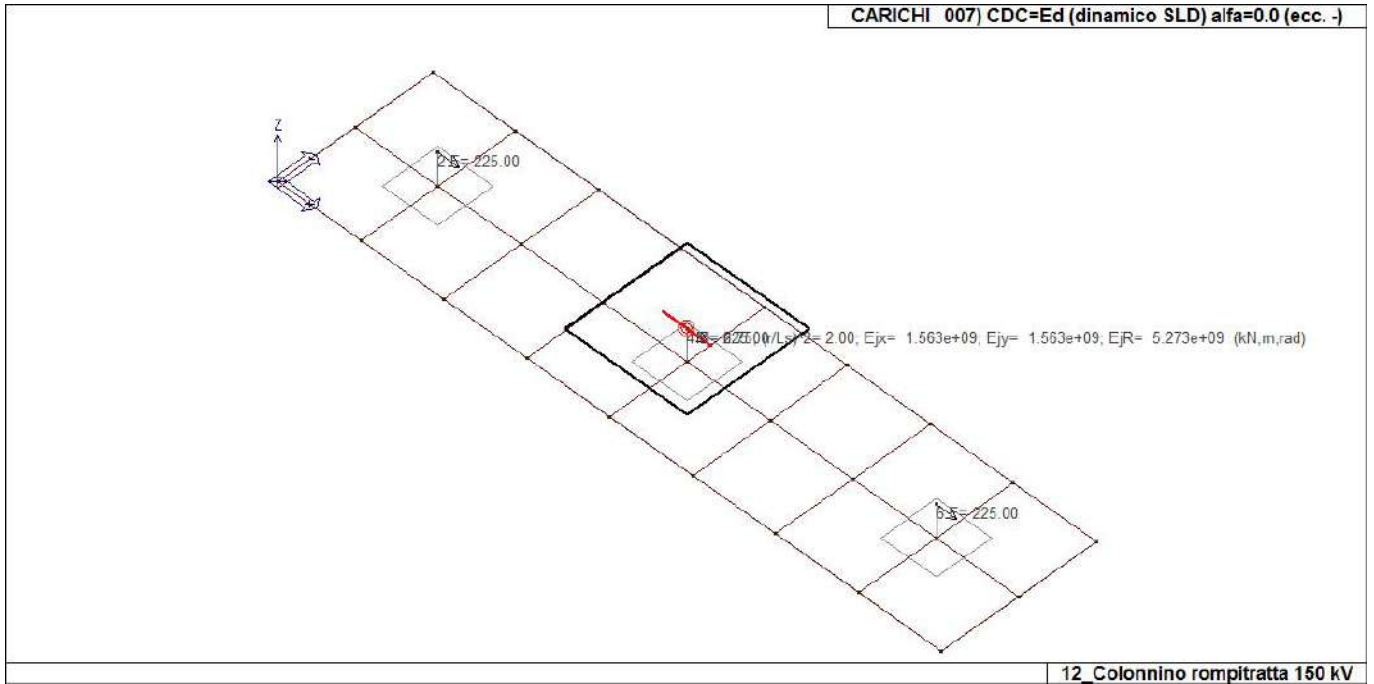 CARICHI 007) CDC=Ed (dinamico SLD) alfa=0.0 (ecc. -)
Z
225.00
2.00; Ejx= 1.563e+09; Ejy= 1.563e+09; EjR= 5.273e+09 (kN,m,rad)
225.00
12_Colonnino rompitratta 150 kV